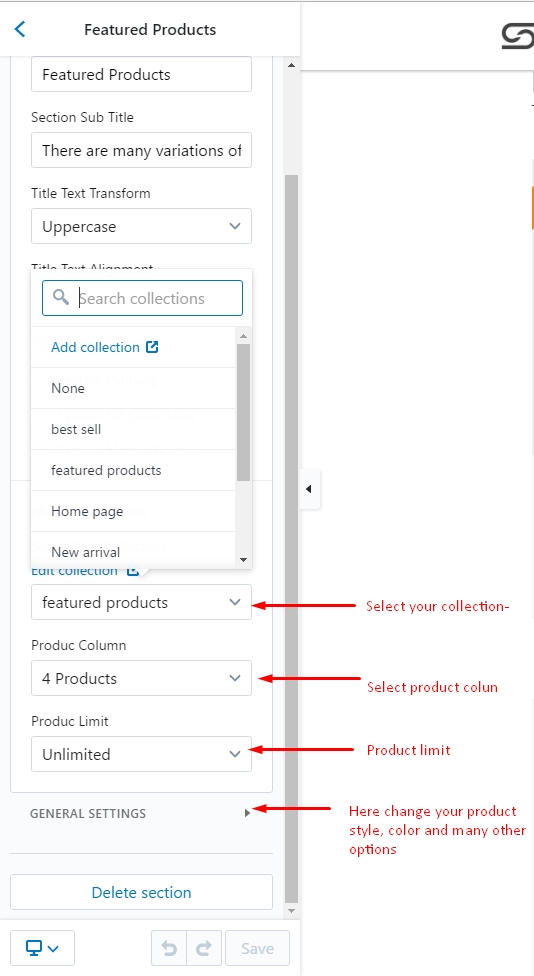 Featured Products
Featured Products
Section Sub Title
There are many variations of
Title Text Transform
Uppercase
Title Text Alignment
Search collections
Add collection
None
best sell
featured products
Home page
New arrival
Edit collection
featured products
Select your collection-
Produc Column
4 Products
Select product colun
Produc Limit
Unlimited
Product limit
GENERAL SETTINGS
Here change your product
style, color and many other
options
Delete section
Save